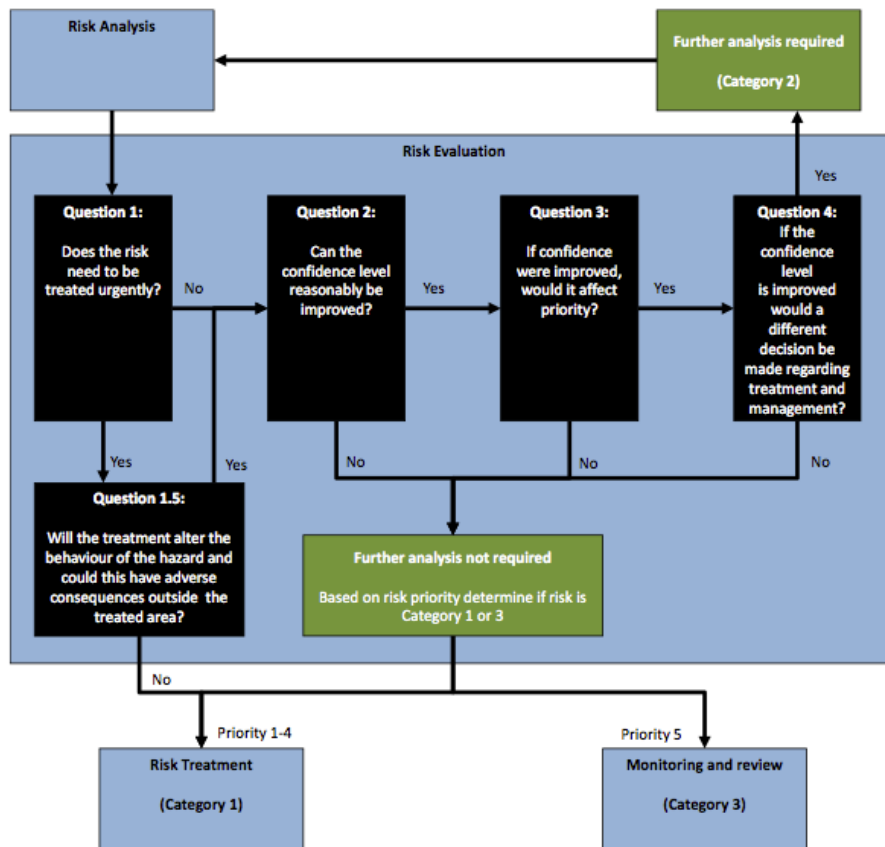 Risk Analysis
Further analysis required
(Category 2)
Risk Evaluation
Yes
Question 1:
Does the risk
need to be
treated urgently?
No
Question 2:
Can the
confidence level
reasonably be
improved?
Yes
Question 3:
If confidence
were improved,
would it affect
priority?
Yes
Question 4:
If the
confidence
level
is improved
would a
different
decision be
made regarding
treatment and
management?
Yes
Yes
No
No
No
Question 1.5:
Will the treatment alter the
behaviour of the hazard and
could this have adverse
consequences outside the
treated area?
Further analysis not required
Based on risk priority determine if risk is
Category 1 or 3
No
Priority 1-4
Priority 5
Risk Treatment
(Category 1)
Monitoring and review
(Category 3)